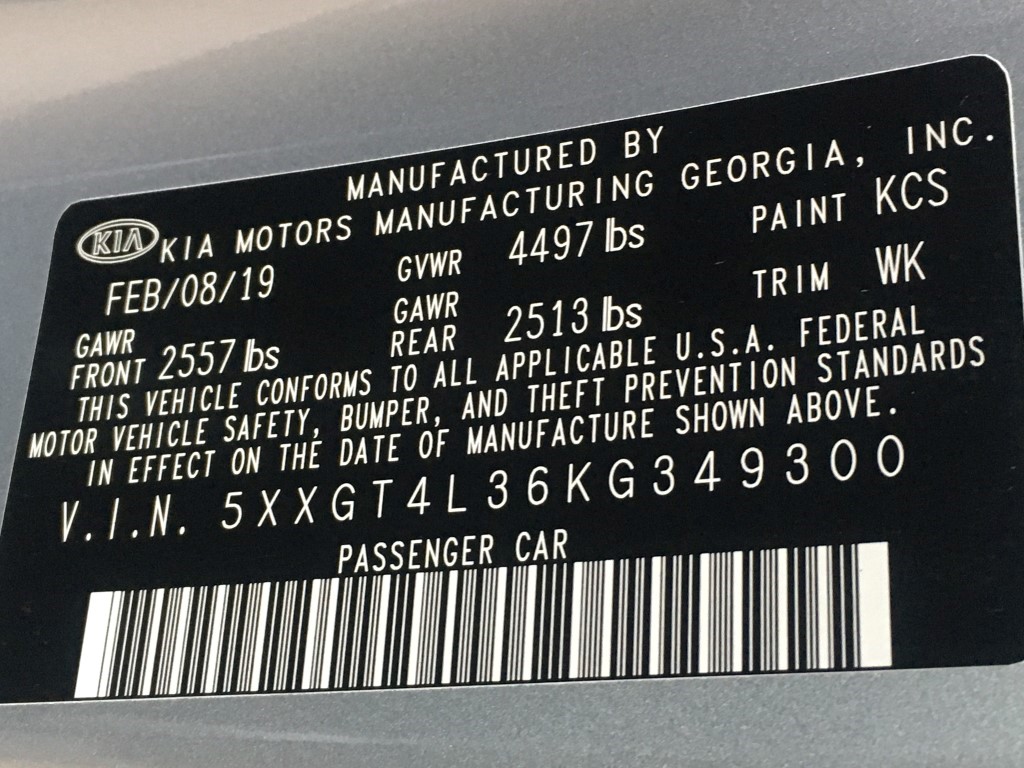 MANUFACTURED BY
KIA KIA MOTORS MANUFACTURING GEORGIA, INC.
FEB/08/19 GVWR 4497 lbs PAINT KCS
GAWR FRONT 2557 lbs GAWR REAR 2513 lbs TRIM WK
THIS VEHICLE CONFORMS TO ALL APPLICABLE U.S.A. FEDERAL
MOTOR VEHICLE SAFETY, BUMPER, AND THEFT PREVENTION STANDARDS
IN EFFECT ON THE DATE OF MANUFACTURE SHOWN ABOVE.
V.I.N. 5XXGT4L36KG349300
PASSENGER CAR